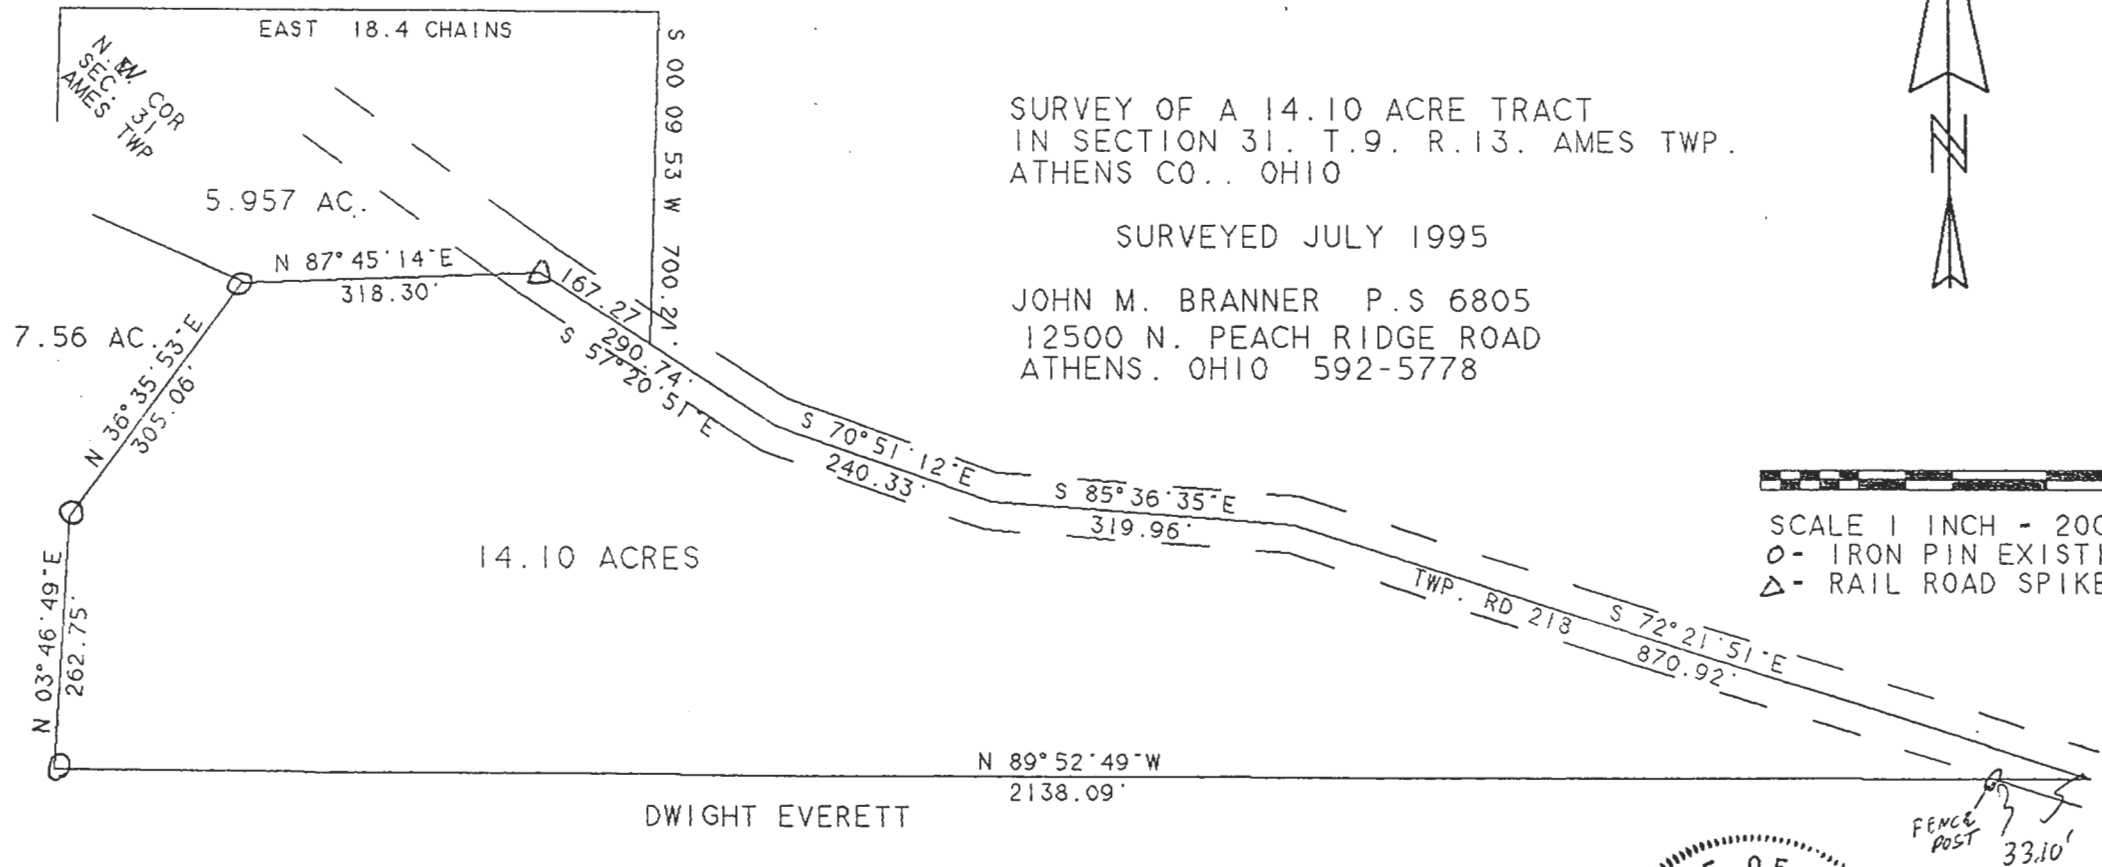 EAST 18.4 CHAINS
S 00 09 53 W 700.2'
N. W. COR
SEC. 31
AMES TWP
SURVEY OF A 14.10 ACRE TRACT
IN SECTION 31. T.9. R.13. AMES TWP.
ATHENS CO.. OHIO
SURVEYED JULY 1995
JOHN M. BRANNER P.S 6805
12500 N. PEACH RIDGE ROAD
ATHENS. OHIO 592-5778
N
5.957 AC.
N 87°45'14"E
318.30'
7.56 AC.
N 36°35'53"E
305.06'
167.27
290.74'
S 57°20'51"E
S 70°51'12"E
240.33'
S 85°36'35"E
319.96'
SCALE 1 INCH - 200
O- IRON PIN EXISTI
△- RAIL ROAD SPIKE
14.10 ACRES
TWP. RD 218
S 72°21'51"E
870.92'
N 03°46'49"E
262.75'
N 89°52'49"W
2138.09'
DWIGHT EVERETT
FENCE
POST
33.10'
OF